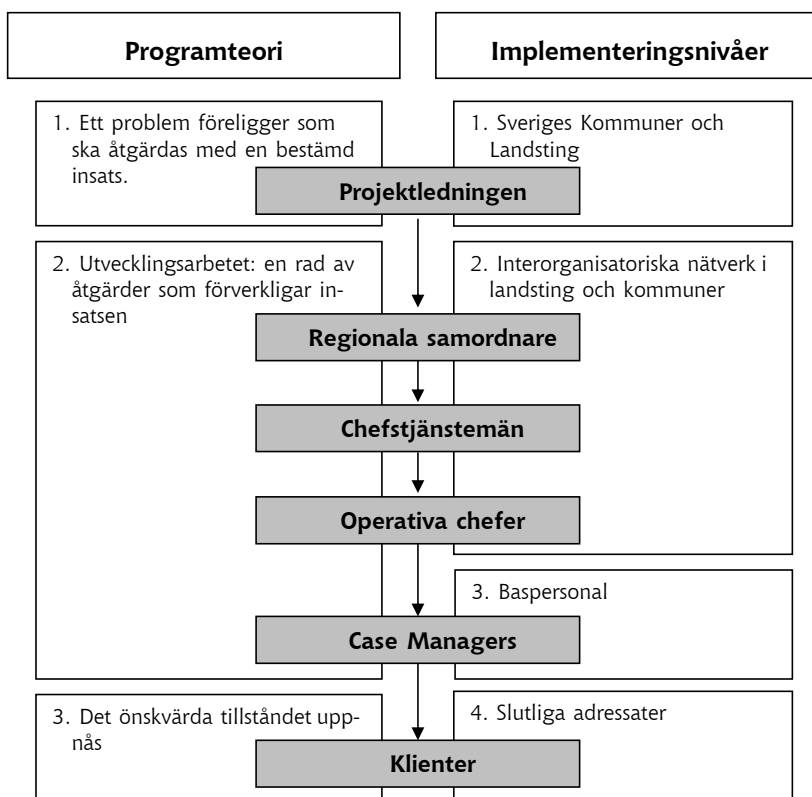 Programteori
Implementeringsnivåer
1. Ett problem föreligger som
ska åtgärdas med en bestämd
insats.
1. Sveriges Kommuner och
Landsting
Projektledningen
2. Utvecklingsarbetet: en rad av
åtgärder som förverkligar in-
satsen
2. Interorganisatoriska nätverk i
landsting och kommuner
Regionala samordnare
Chefstjänstemän
Operativa chefer
3. Baspersonal
Case Managers
3. Det önskvärda tillståndet upp-
nås
4. Slutliga adressater
Klienter